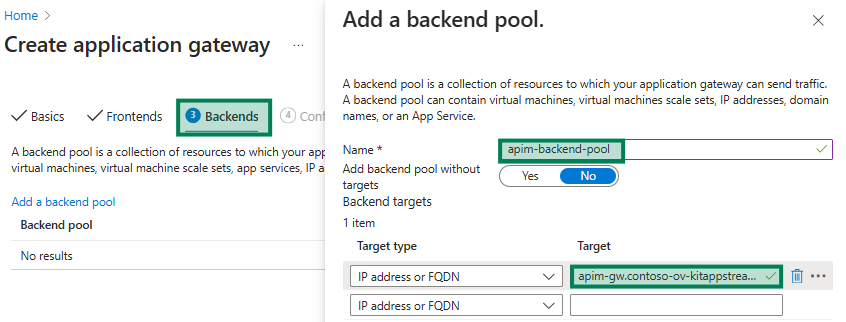 Home
Create application gateway ...
Basics
Frontends
3 Backends
4 Conf
A backend pool is a collection of resources to which your app
virtual machines, virtual machine scale sets, app services, IP a
Add a backend pool
Backend pool
No results
Add a backend pool.
A backend pool is a collection of resources to which your application gateway can send traffic.
A backend pool can contain virtual machines, virtual machines scale sets, IP addresses, domain
names, or an App Service.
Name *
apim-backend-pool
Add backend pool without
targets
Yes No
Backend targets
1 item
Target type Target
IP address or FQDN apim-gw.contoso-ov-kitappstrea...
IP address or FQDN